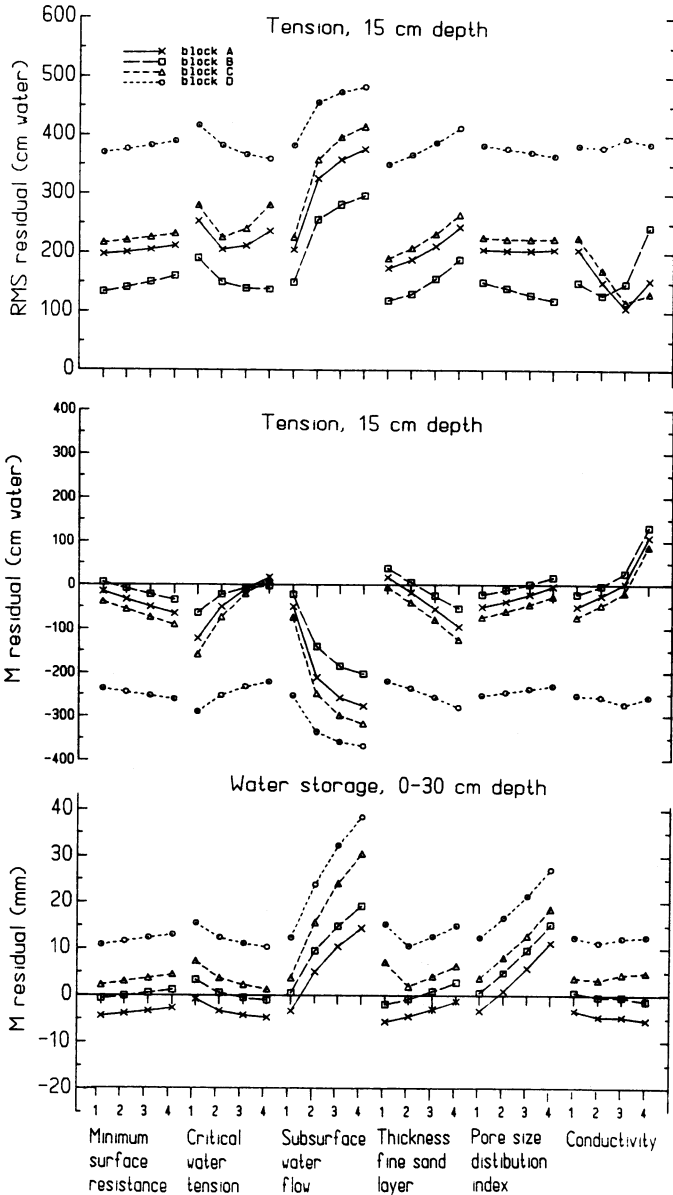 Tension, 15 cm depth
600
500
400
300
200
100
0
RMS residual (cm water)
block A
block B
block C
block D
Tension, 15 cm depth
400
300
200
100
0
-100
-200
-300
-400
M residual (cm water)
Water storage, 0-30 cm depth
40
30
20
10
0
-10
-20
M residual (mm)
1 2 3 4 1 2 3 4 1 2 3 4 1 2 3 4 1 2 3 4 1 2 3 4
Minimum surface resistance
Critical water tension
Subsurface water flow
Thickness fine sand layer
Pore size distibution index
Conductivity